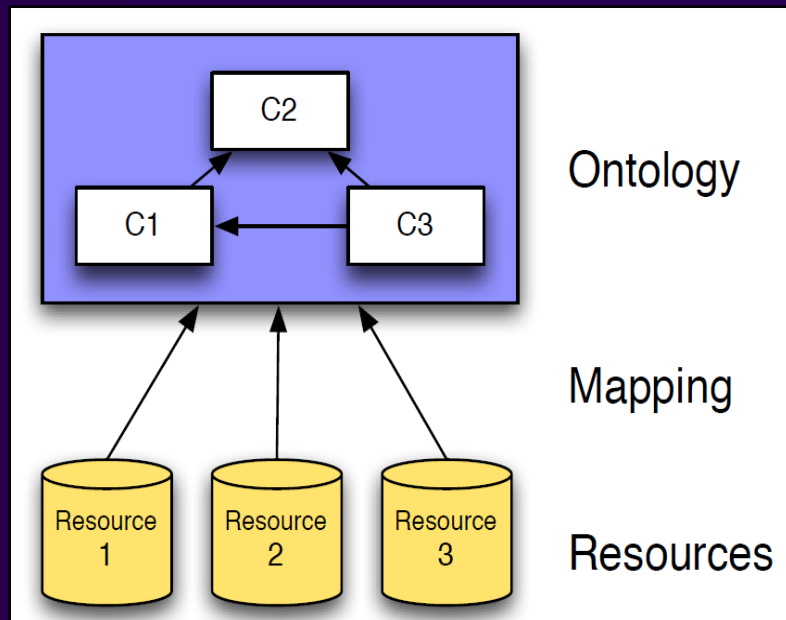 C2
Ontology
C1
C3
Mapping
Resource
1
Resource
2
Resource
3
Resources